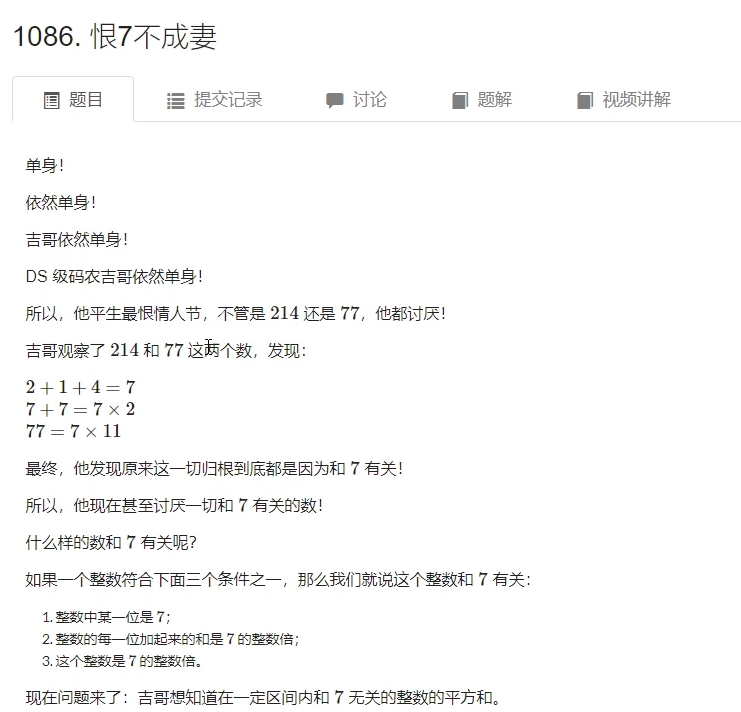 1086. 恨7不成妻
题目 提交记录 讨论 题解 视频讲解
单身！
依然单身！
吉哥依然单身！
DS 级码农吉哥依然单身！
所以，他平生最恨情人节，不管是 214 还是 77，他都讨厌！
吉哥观察了 214 和 77 这两个数，发现：
2 + 1 + 4 = 7
7 + 7 = 7 × 2
77 = 7 × 11
最终，他发现原来这一切归根到底都是因为和 7 有关！
所以，他现在甚至讨厌一切和 7 有关的数！
什么样的数和 7 有关呢？
如果一个整数符合下面三个条件之一，那么我们就说这个整数和 7 有关：
1. 整数中某一位是 7；
2. 整数的每一位加起来的和是 7 的整数倍；
3. 这个整数是 7 的整数倍。
现在问题来了：吉哥想知道在一定区间内和 7 无关的整数的平方和。